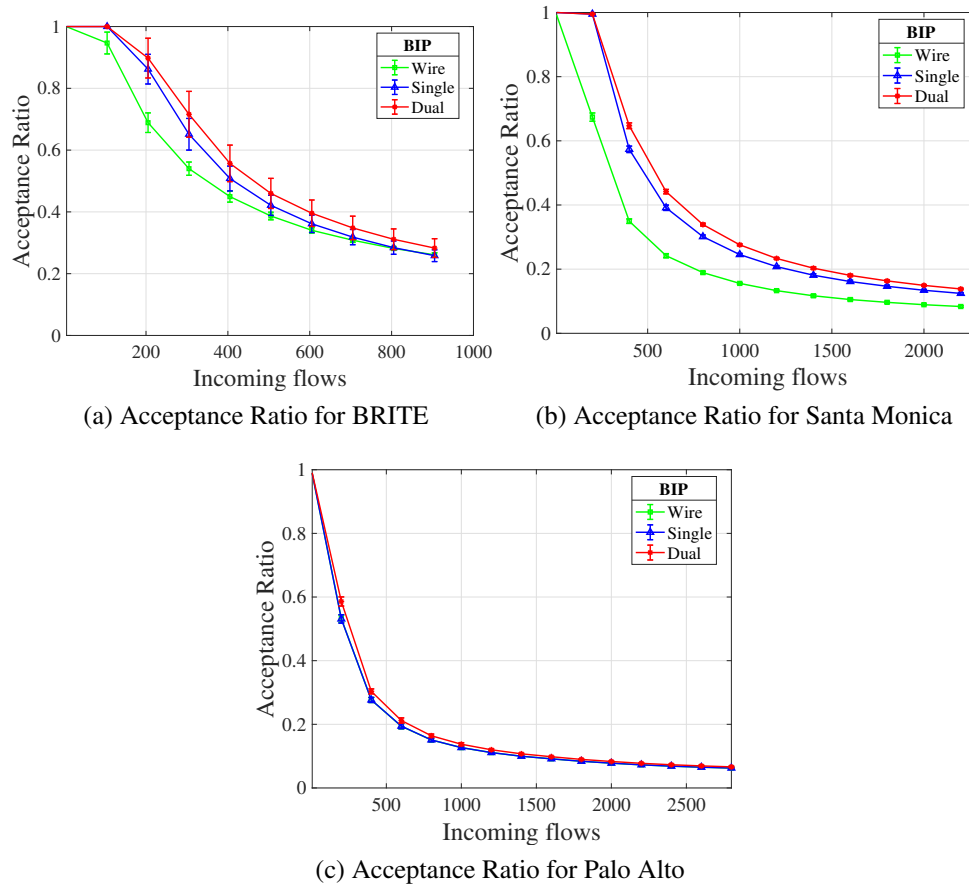 1
0.8
0.6
0.4
0.2
0
Acceptance Ratio
BIP
Wire
Single
Dual
200 400 600 800 1000
Incoming flows
(a) Acceptance Ratio for BRITE
1
0.8
0.6
0.4
0.2
0
Acceptance Ratio
BIP
Wire
Single
Dual
500 1000 1500 2000
Incoming flows
(b) Acceptance Ratio for Santa Monica
1
0.8
0.6
0.4
0.2
0
Acceptance Ratio
BIP
Wire
Single
Dual
500 1000 1500 2000 2500
Incoming flows
(c) Acceptance Ratio for Palo Alto